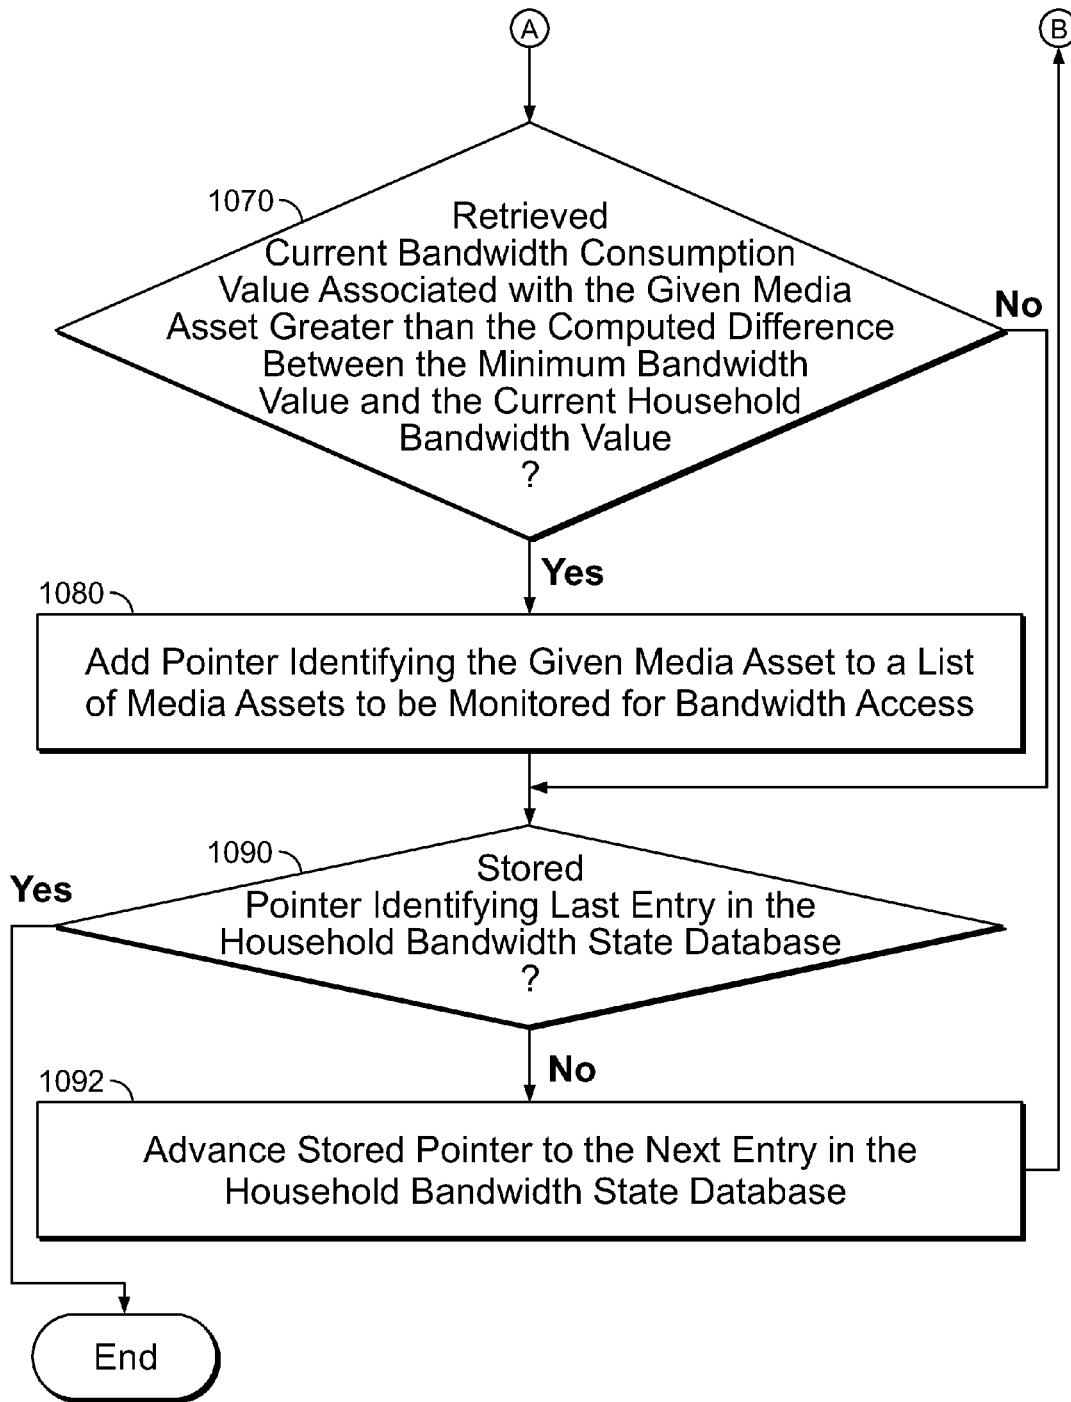 A
B
1070
Retrieved
Current Bandwidth Consumption
Value Associated with the Given Media
Asset Greater than the Computed Difference
Between the Minimum Bandwidth
Value and the Current Household
Bandwidth Value
?
No
Yes
1080
Add Pointer Identifying the Given Media Asset to a List
of Media Assets to be Monitored for Bandwidth Access
1090
Yes
Stored
Pointer Identifying Last Entry in the
Household Bandwidth State Database
?
No
1092
Advance Stored Pointer to the Next Entry in the
Household Bandwidth State Database
End